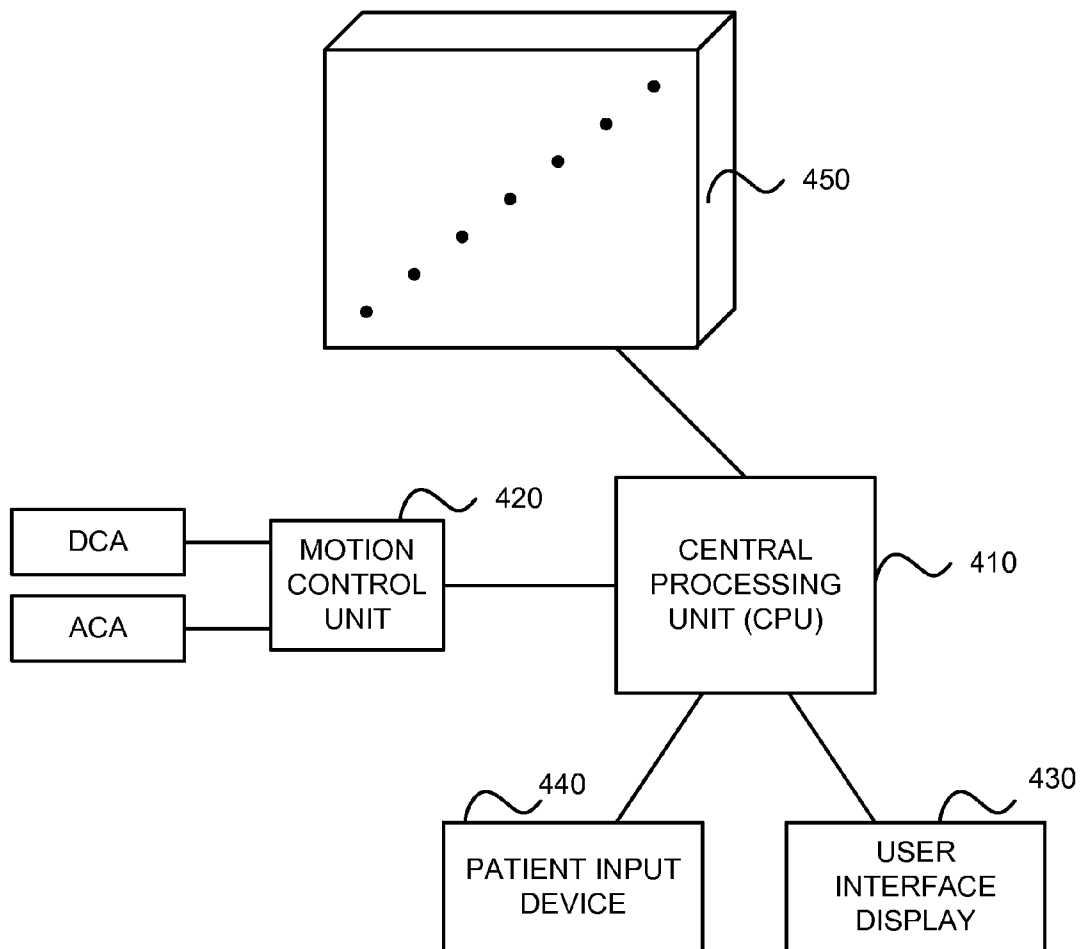 450
420
DCA
MOTION
CONTROL
UNIT
ACA
CENTRAL
PROCESSING
UNIT (CPU)
410
440
PATIENT INPUT
DEVICE
430
USER
INTERFACE
DISPLAY